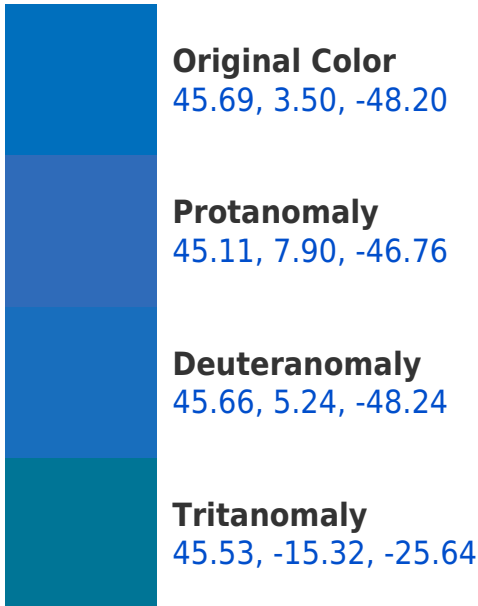 Original Color
45.69, 3.50, -48.20
Protanomaly
45.11, 7.90, -46.76
Deuteranomaly
45.66, 5.24, -48.24
Tritanomaly
45.53, -15.32, -25.64